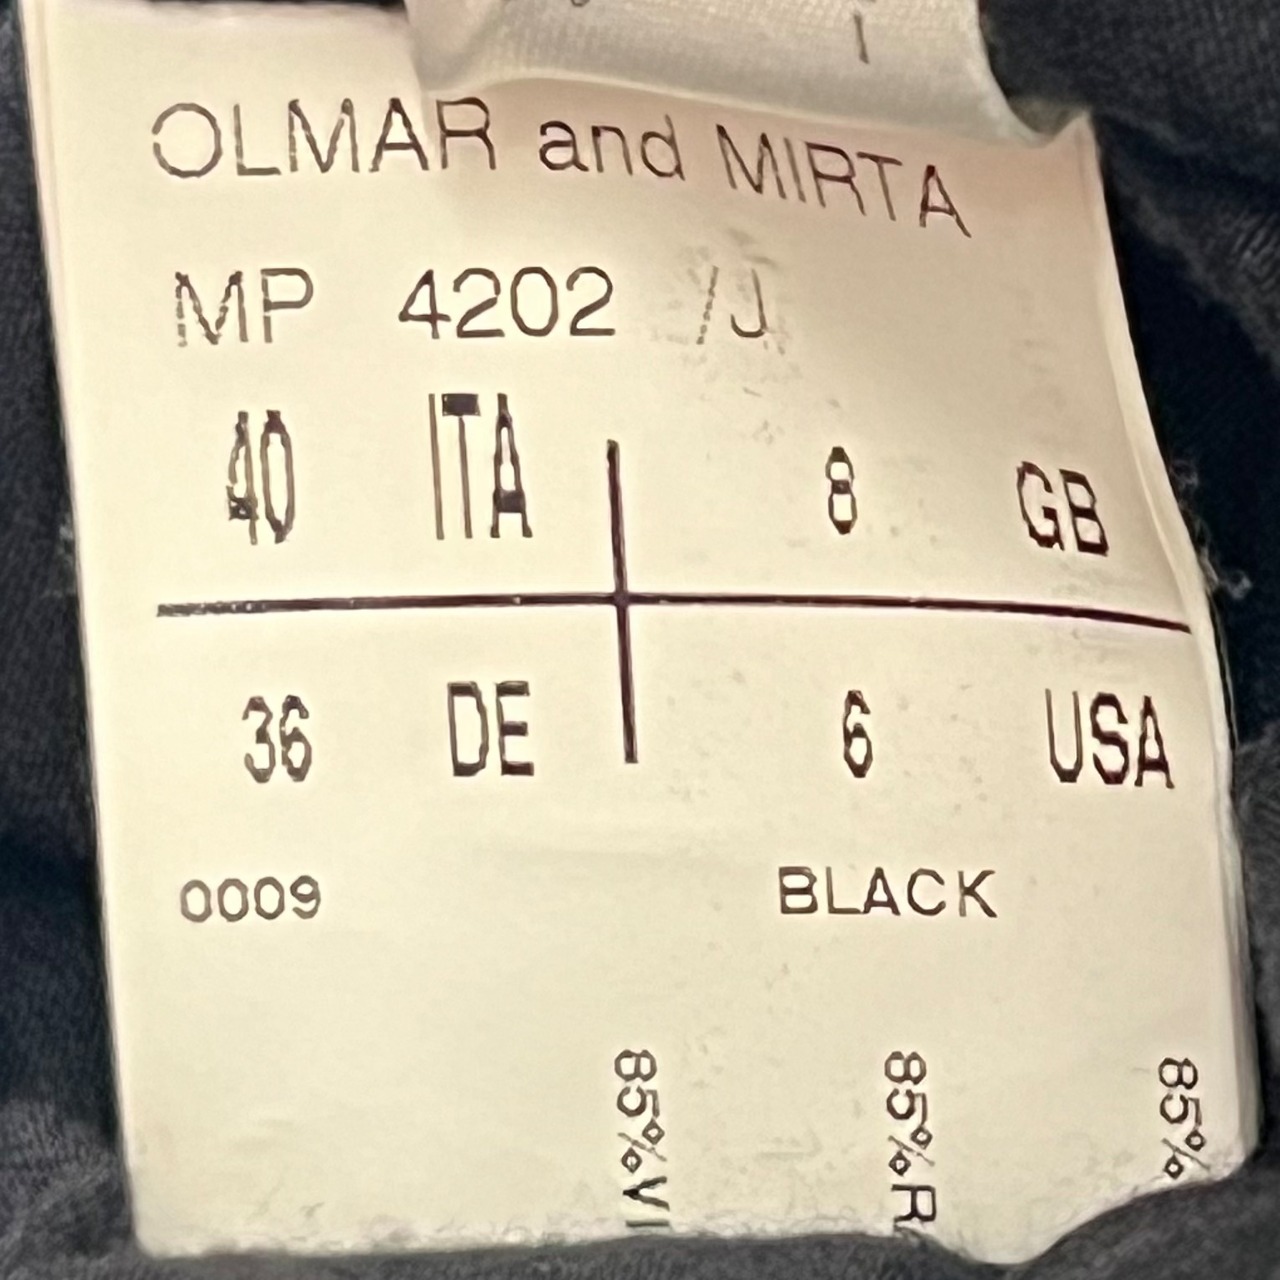 OLMAR and MIRTA
MP 4202 /J
40 ITA 8 GB
36 DE 6 USA
0009 BLACK
85%
85%
85%